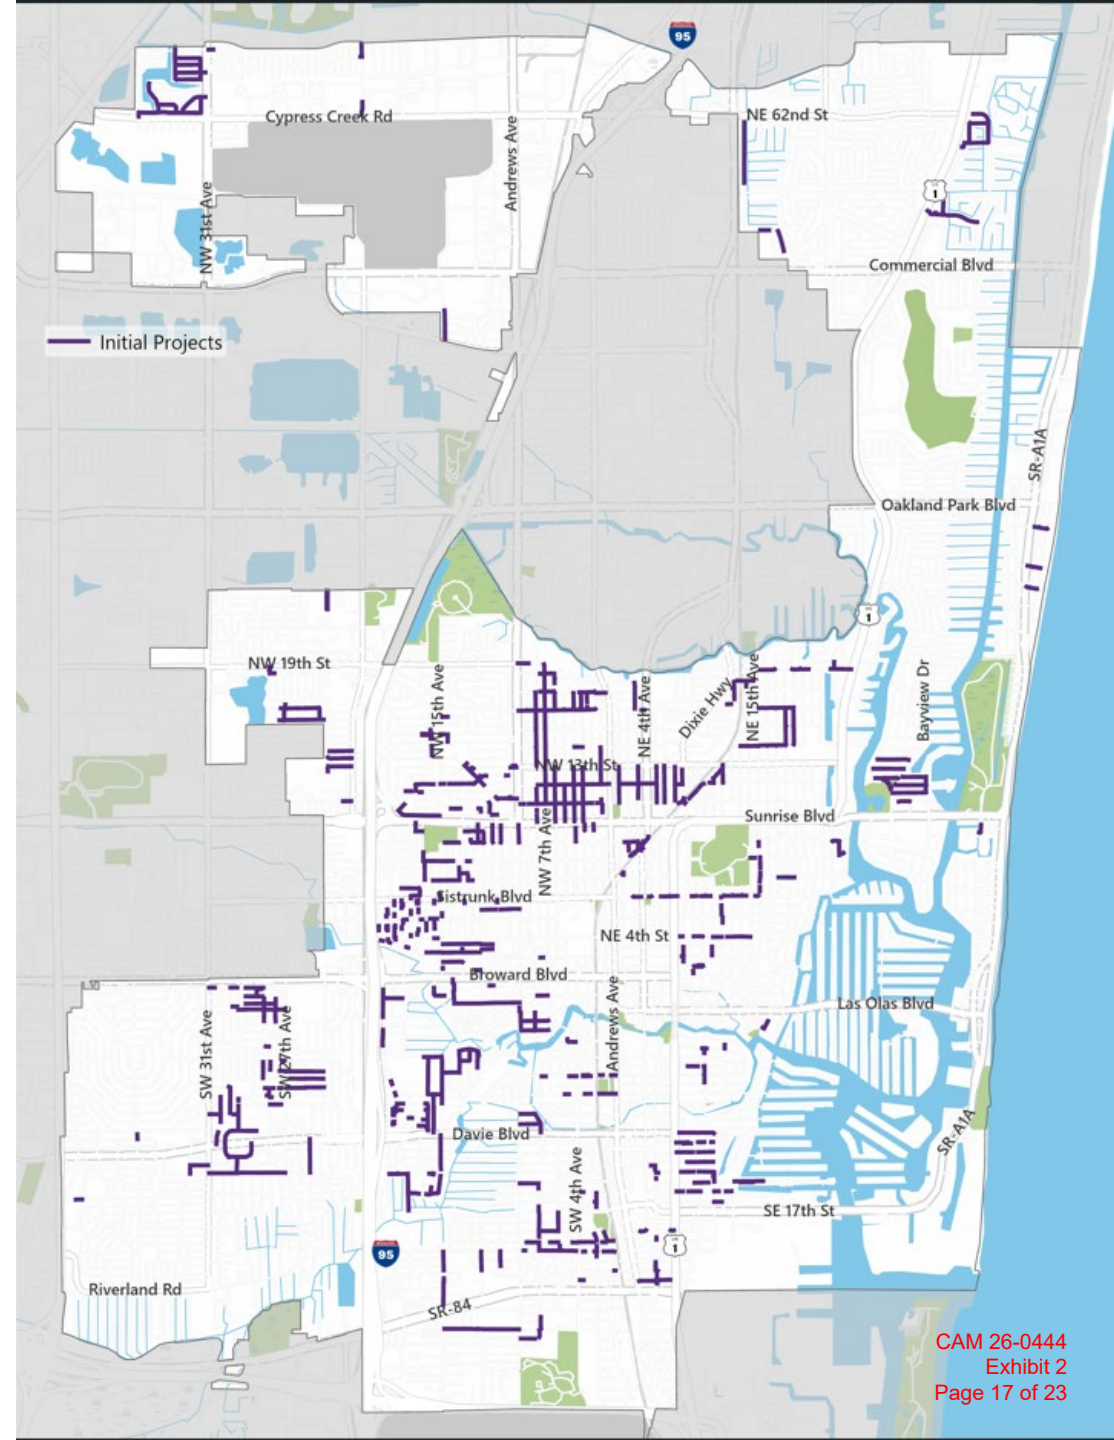 95
Cypress Creek Rd
NE 62nd St
Andrews Ave
NW 31st Ave
1
Commercial Blvd
Initial Projects
SR-A1A
Oakland Park Blvd
1
NW 19th St
NW 15th Ave
NE 4th Ave
Dixie Hwy
NE 15th Ave
Bayview Dr
NW 13th St
Sunrise Blvd
NW 7th Ave
Sistrunk Blvd
NE 4th St
Broward Blvd
Las Olas Blvd
SW 31st Ave
SW 27th Ave
Andrews Ave
Davie Blvd
SR-A1A
SW 4th Ave
SE 17th St
95
1
Riverland Rd
SR-84
CAM 26-0444
Exhibit 2
Page 17 of 23